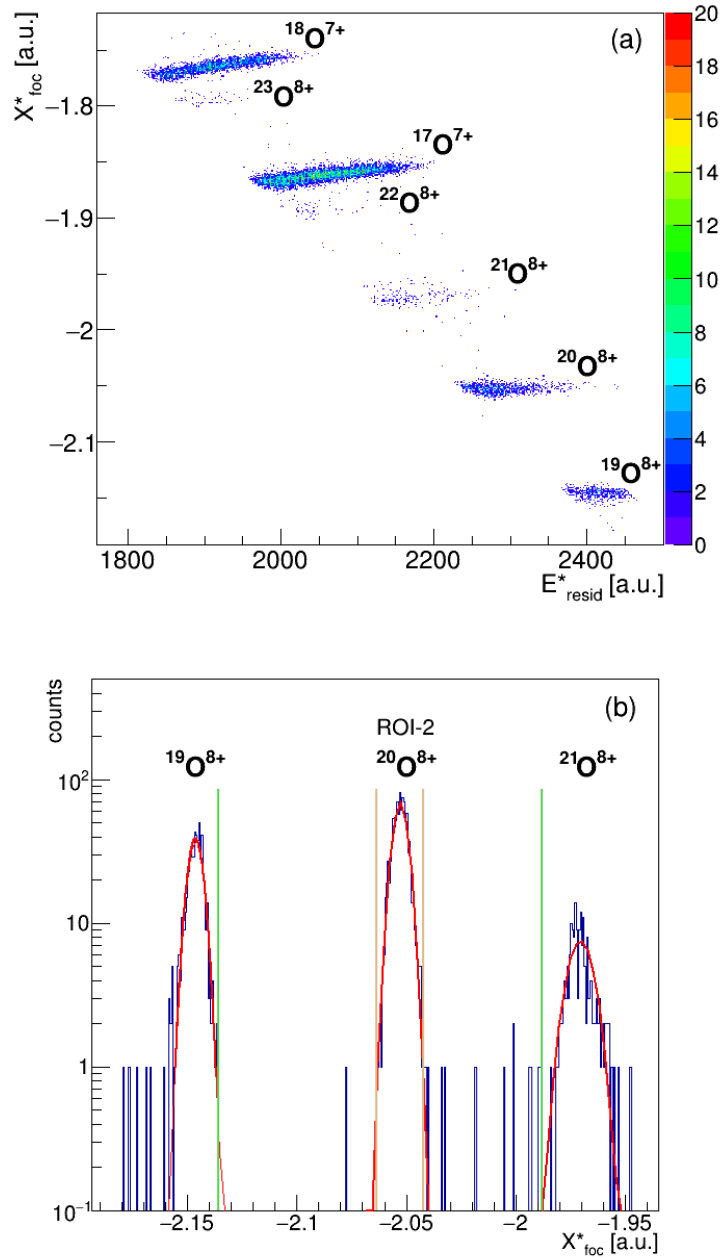 (a)
X*foc [a.u.]
−1.8
−1.9
−2
−2.1
18O7+
23O8+
17O7+
22O8+
21O8+
20O8+
19O8+
20
18
16
14
12
10
8
6
4
2
0
1800 2000 2200 2400
E*resid [a.u.]
(b)
counts
ROI-2
19O8+ 20O8+ 21O8+
10²
10
1
10⁻¹
−2.15 −2.1 −2.05 −2 −1.95
X*foc [a.u.]